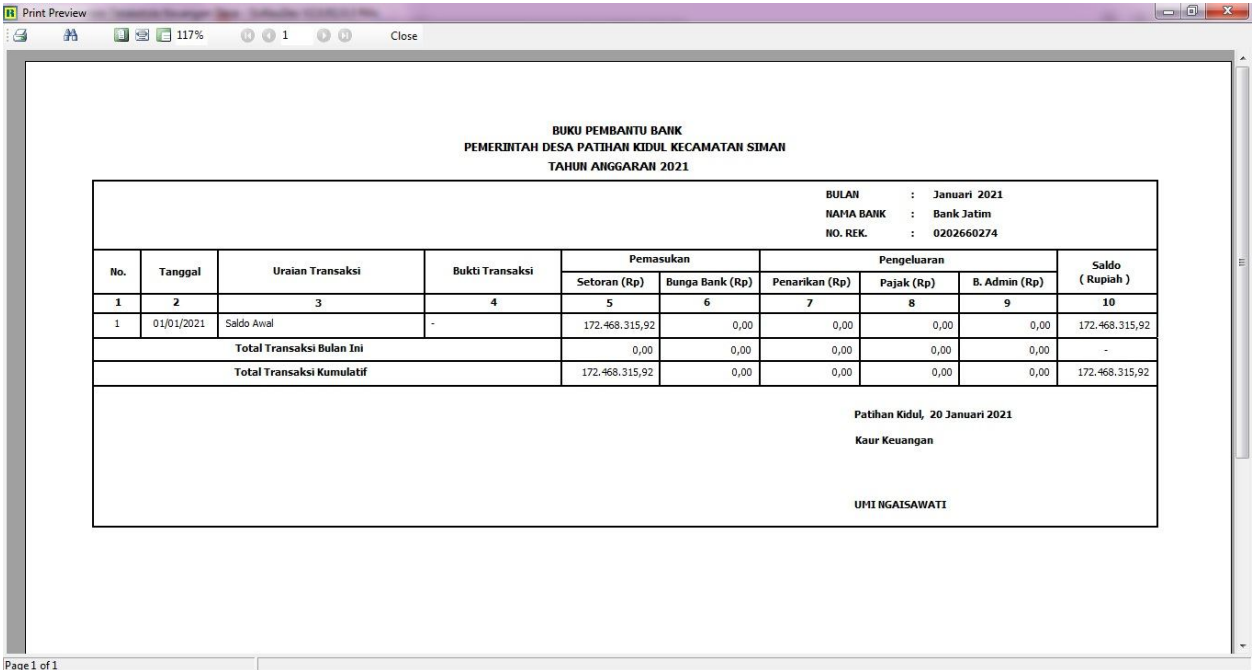 Print Preview
117% 1 Close
BUKU PEMBANTU BANK
PEMERINTAH DESA PATIHAN KIDUL KECAMATAN SIMAN
TAHUN ANGGARAN 2021
BULAN : Januari 2021
NAMA BANK : Bank Jatim
NO. REK. : 0202660274
No. Tanggal Uraian Transaksi Bukti Transaksi Pemasukan Pengeluaran Saldo ( Rupiah )
Setoran (Rp) Bunga Bank (Rp) Penarikan (Rp) Pajak (Rp) B. Admin (Rp)
1 2 3 4 5 6 7 8 9 10
1 01/01/2021 Saldo Awal - 172.468.315,92 0,00 0,00 0,00 0,00 172.468.315,92
Total Transaksi Bulan Ini 0,00 0,00 0,00 0,00 0,00 -
Total Transaksi Kumulatif 172.468.315,92 0,00 0,00 0,00 0,00 172.468.315,92
Patihan Kidul, 20 Januari 2021
Kaur Keuangan
UMI NGAISAWATI
Page 1 of 1